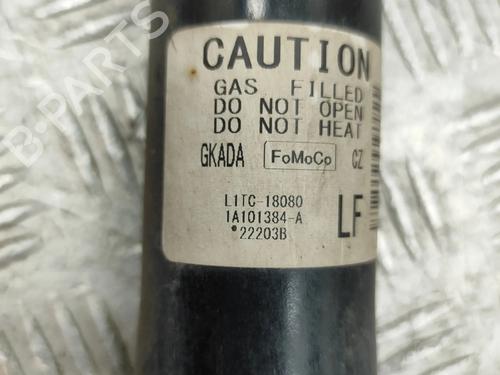 CAUTION
GAS FILLED
DO NOT OPEN
DO NOT HEAT
GKADA FoMoCo CZ
L1TC-18080
1A101384-A
22203B
LF
B-PARTS